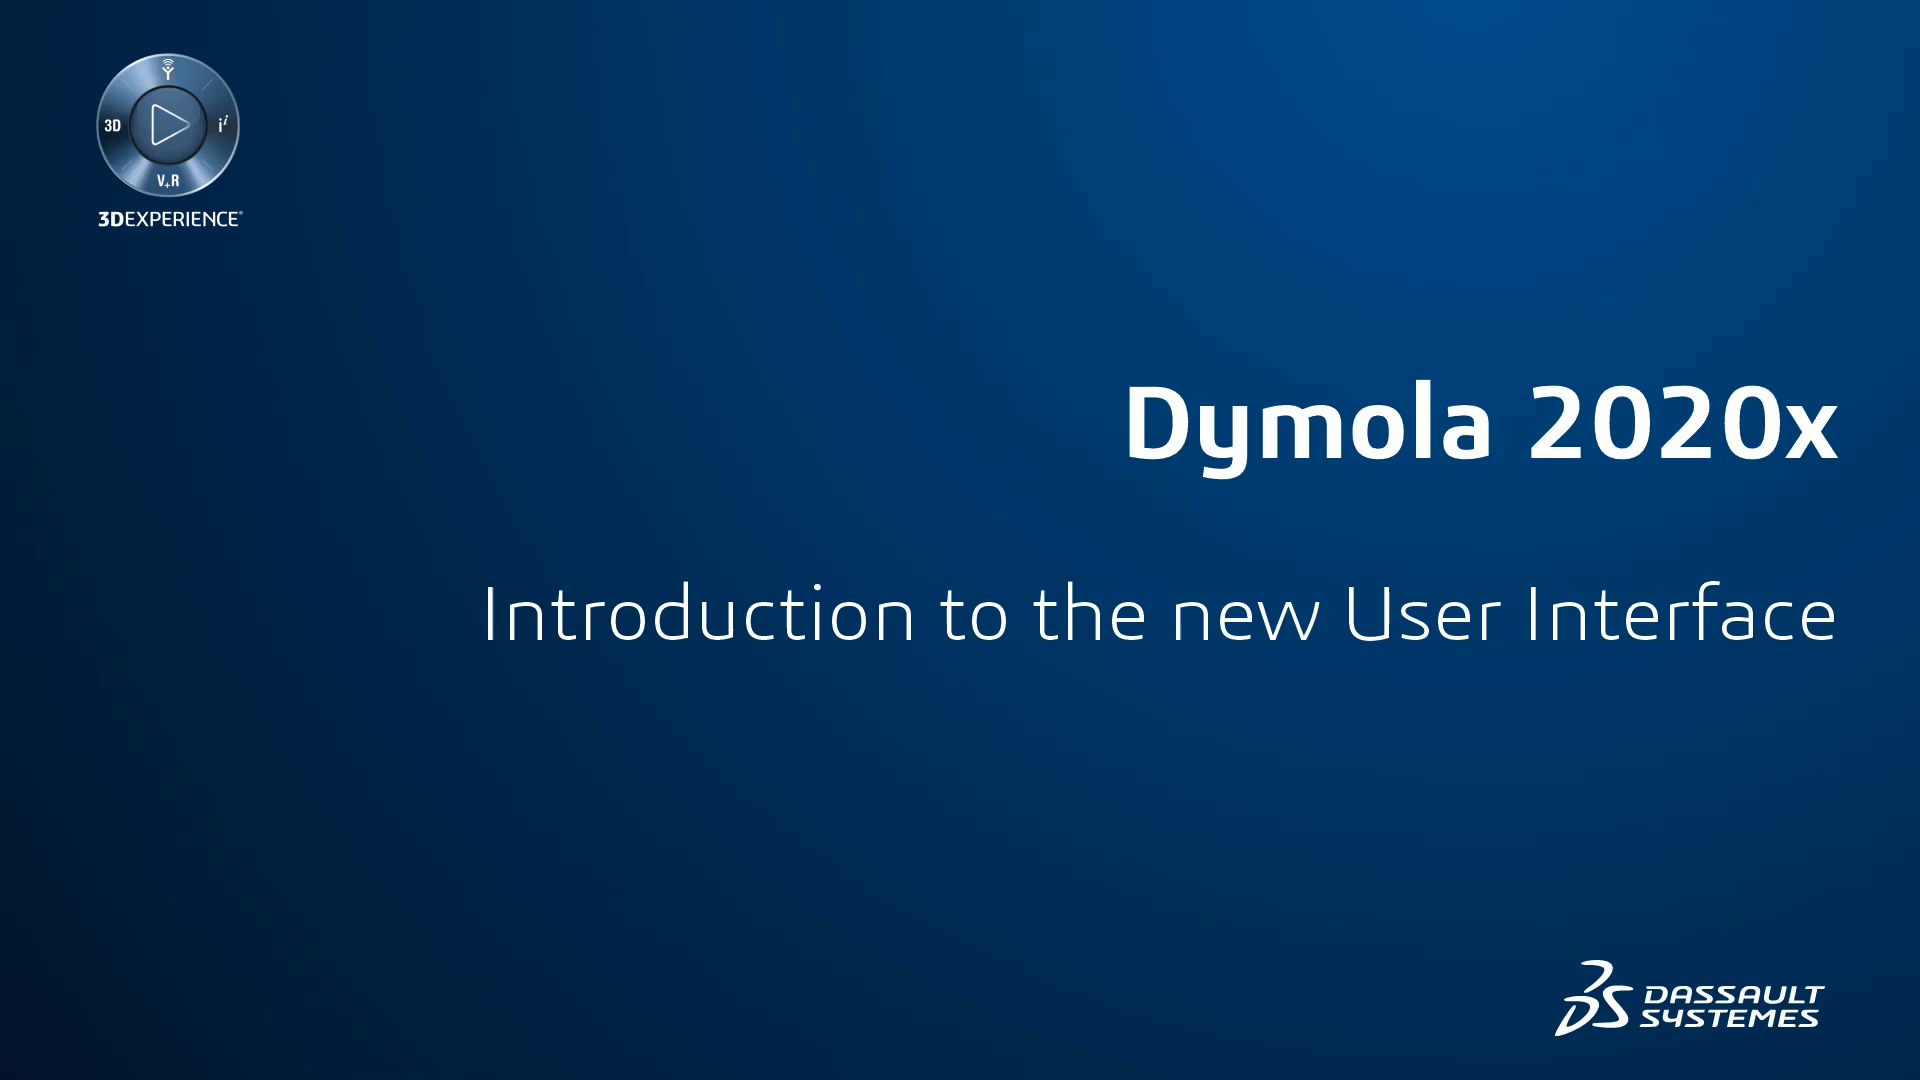 3D
i i
V+R
3DEXPERIENCE®
Dymola 2020x
Introduction to the new User Interface
DASSAULT
SYSTEMES